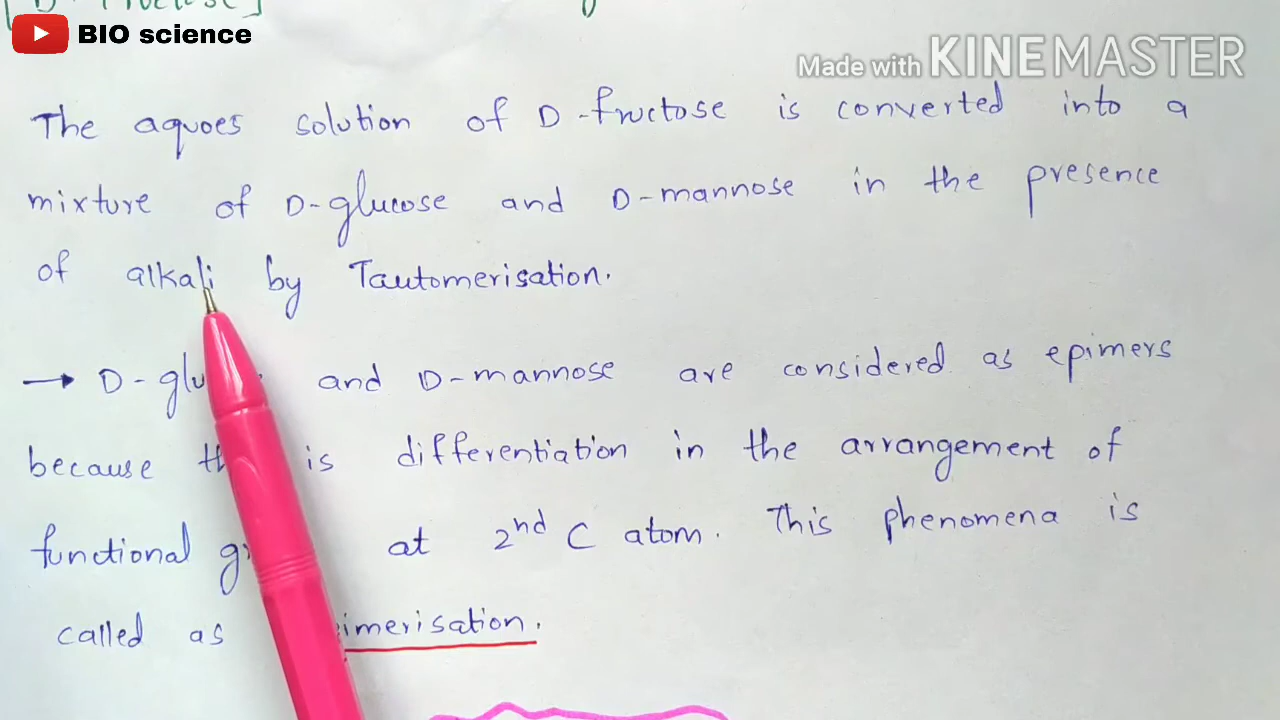 [D-Fructose]
BIO science
Made with KINEMASTER
The aquoes solution of D-fructose is converted into a
mixture of D-glucose and D-mannose in the presence
of alkali by Tautomerisation.
→ D-glu and D-mannose are considered as epimers
because th is differentiation in the arrangement of
functional g at 2nd C atom. This phenomena is
called as imerisation.